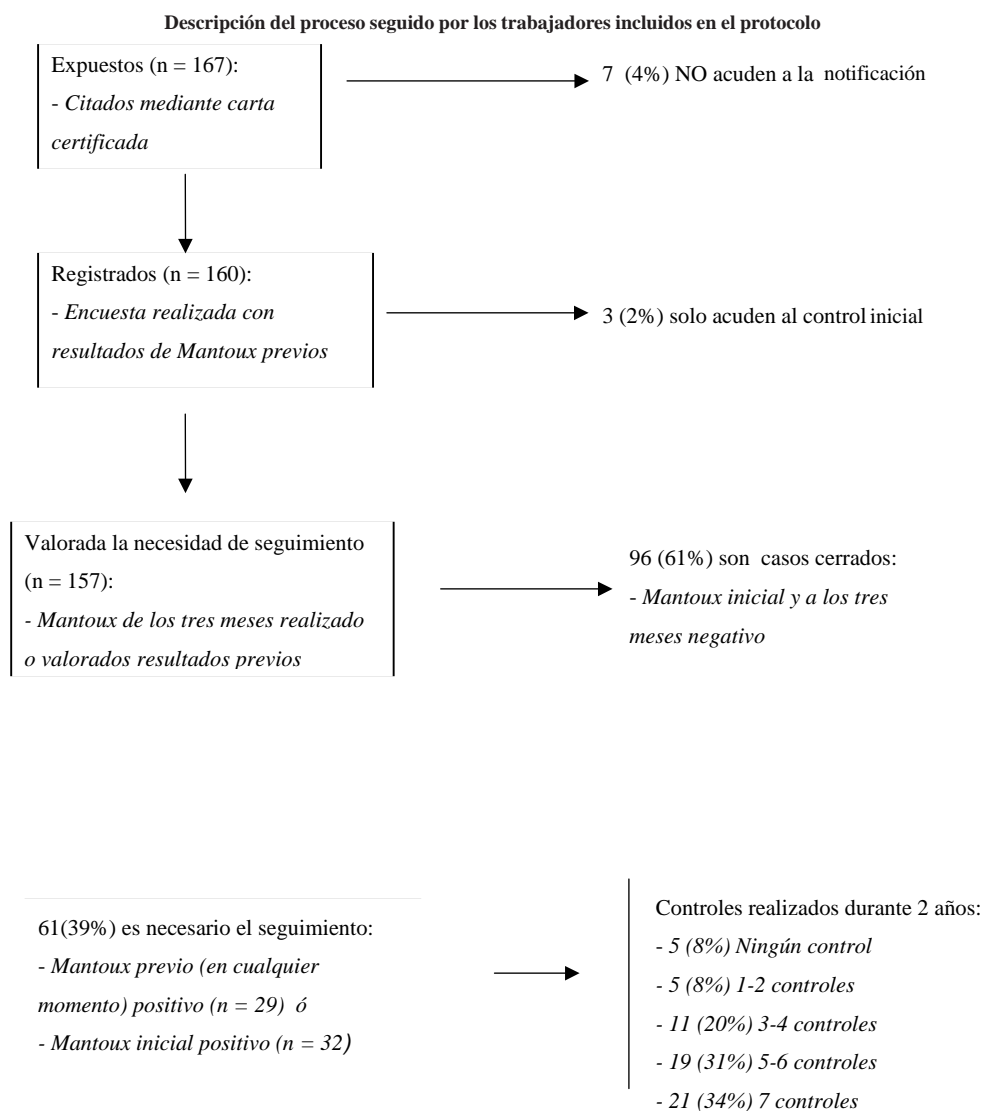 Descripción del proceso seguido por los trabajadores incluidos en el protocolo
Expuestos (n = 167):
- Citados mediante carta
certificada
7 (4%) NO acuden a la notificación
Registrados (n = 160):
- Encuesta realizada con
resultados de Mantoux previos
3 (2%) solo acuden al control inicial
Valorada la necesidad de seguimiento
(n = 157):
- Mantoux de los tres meses realizado
o valorados resultados previos
96 (61%) son casos cerrados:
- Mantoux inicial y a los tres
meses negativo
61(39%) es necesario el seguimiento:
- Mantoux previo (en cualquier
momento) positivo (n = 29) ó
- Mantoux inicial positivo (n = 32)
Controles realizados durante 2 años:
- 5 (8%) Ningún control
- 5 (8%) 1-2 controles
- 11 (20%) 3-4 controles
- 19 (31%) 5-6 controles
- 21 (34%) 7 controles